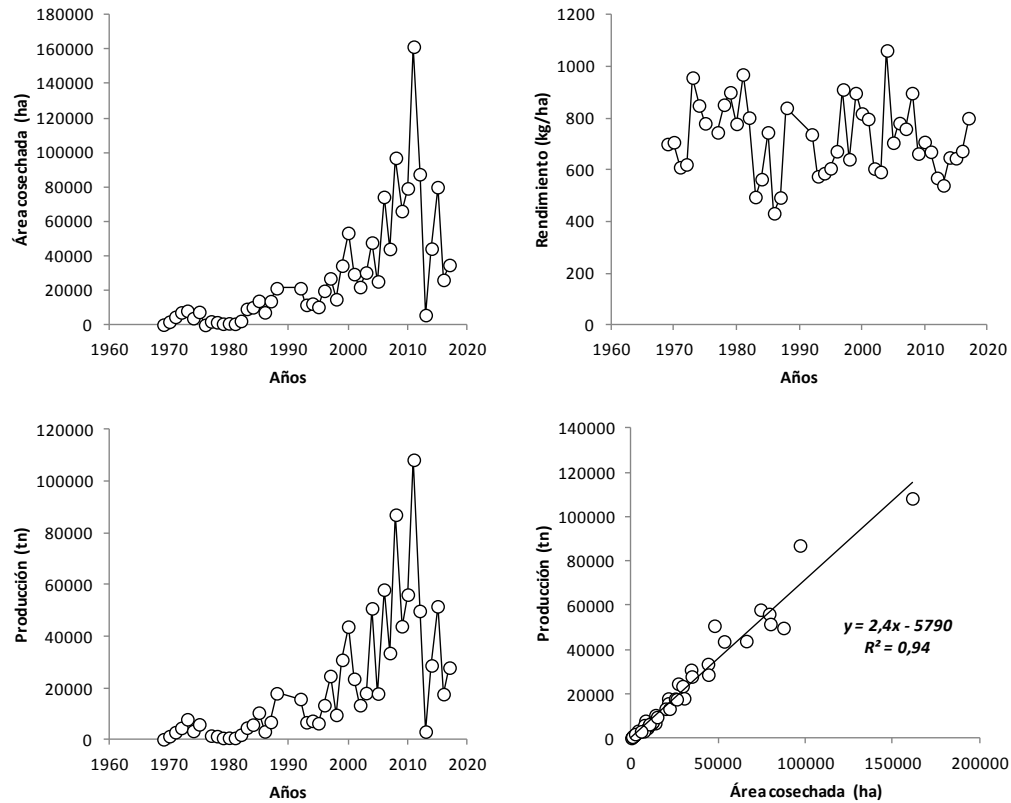 180000
160000
140000
120000
100000
80000
60000
40000
20000
0
Área cosechada (ha)
1960 1970 1980 1990 2000 2010 2020
Años
1200
1000
800
600
400
200
0
Rendimiento (kg/ha)
1960 1970 1980 1990 2000 2010 2020
Años
120000
100000
80000
60000
40000
20000
0
Producción (tn)
1960 1970 1980 1990 2000 2010 2020
Años
140000
120000
100000
80000
60000
40000
20000
0
Producción (tn)
y = 2,4x - 5790
R² = 0,94
0 50000 100000 150000 200000
Área cosechada (ha)